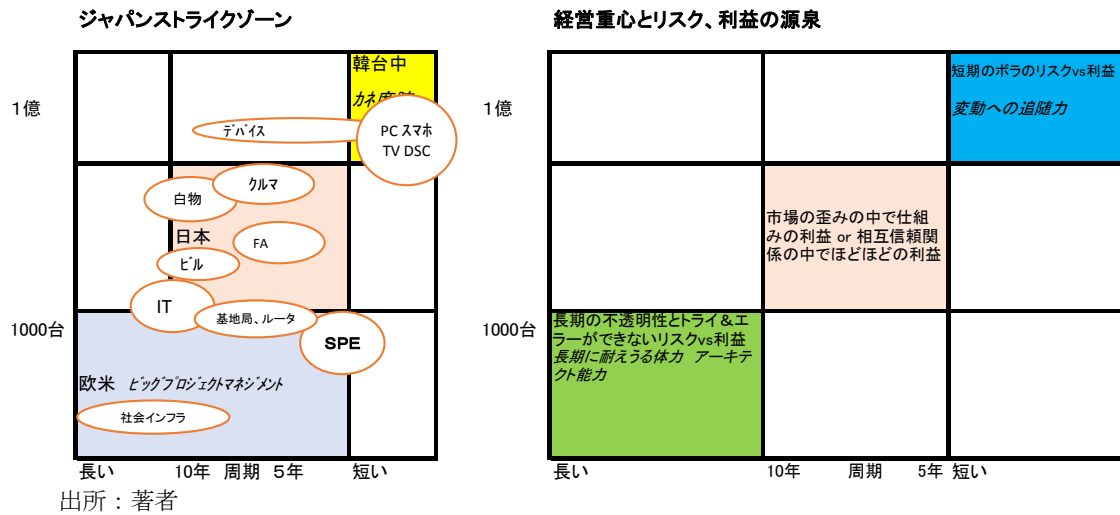 ジャパンストライクゾーン
1億
1000台
韓台中
デバイス
PC スマホ
TV DSC
クルマ
白物
日本
FA
ビル
IT
基地局、ルータ
SPE
欧米 ビッグプロジェクトマネジメント
社会インフラ
長い 10年 周期 5年 短い
出所：著者
経営重心とリスク、利益の源泉
1億
1000台
短期のボラのリスクvs利益
変動への追随力
市場の歪みの中で仕組
みの利益 or 相互信頼関
係の中でほどほどの利益
長期の不透明性とトライ＆エ
ラーができないリスクvs利益
長期に耐えうる体力 アーキテ
クト能力
長い 10年 周期 5年 短い